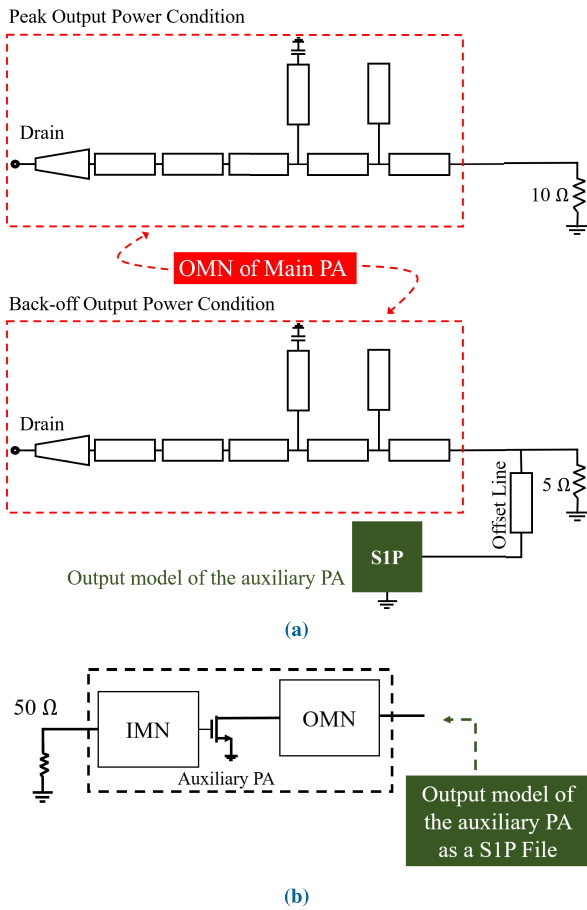 Peak Output Power Condition
Drain
10 Ω
OMN of Main PA
Back-off Output Power Condition
Drain
Offset Line
5 Ω
S1P
Output model of the auxiliary PA
(a)
50 Ω
IMN
OMN
Auxiliary PA
Output model of
the auxiliary PA
as a S1P File
(b)